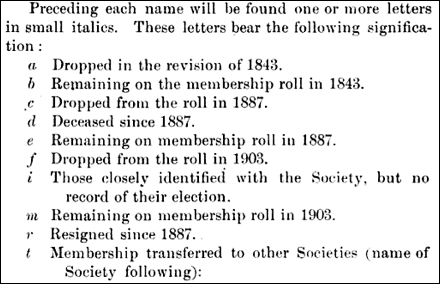 Preceding each name will be found one or more letters
in small italics. These letters bear the following significa-
tion :
a Dropped in the revision of 1843.
b Remaining on the membership roll in 1843.
c Dropped from the roll in 1887.
d Deceased since 1887.
e Remaining on membership roll in 1887.
f Dropped from the roll in 1903.
i Those closely identified with the Society, but no
record of their election.
m Remaining on membership roll in 1903.
r Resigned since 1887.
t Membership transferred to other Societies (name of
Society following):